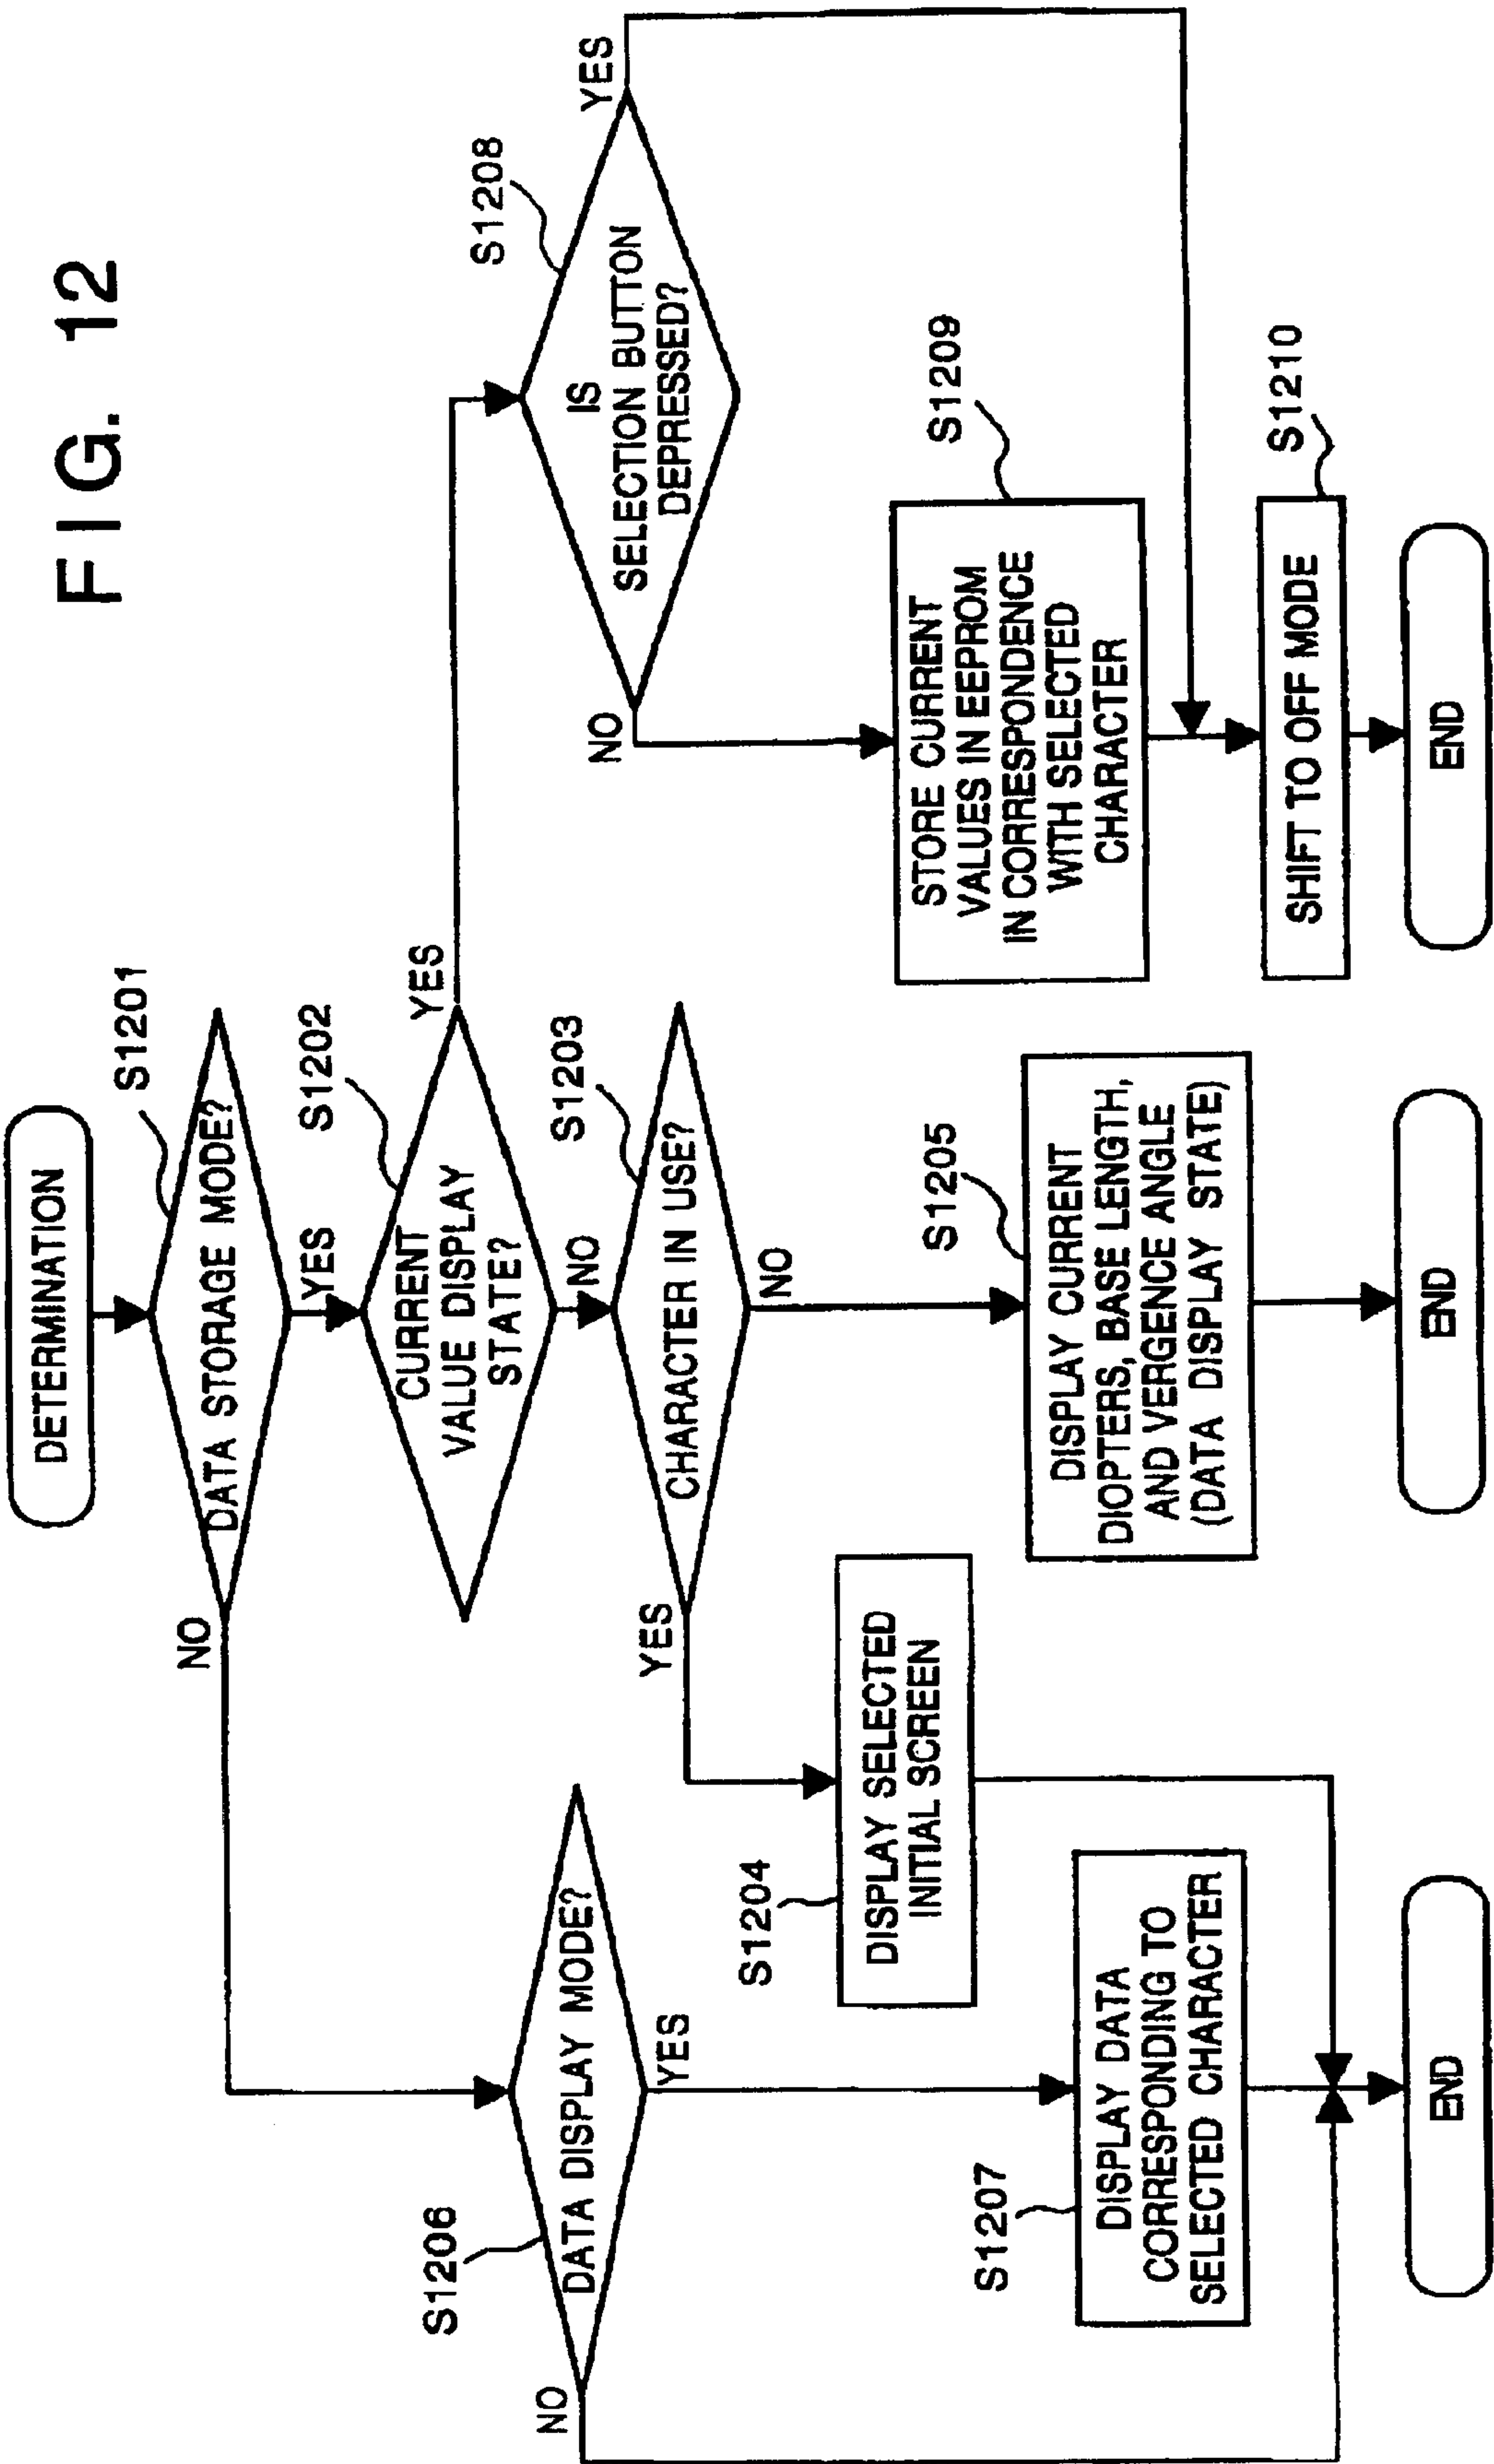 FIG. 12
DETERMINATION
S1201
DATA STORAGE MODE?
NO
YES
S1202
CURRENT
VALUE DISPLAY
STATE?
YES
NO
S1203
CHARACTER IN USE?
YES
NO
S1204
DISPLAY SELECTED
INITIAL SCREEN
S1205
DISPLAY CURRENT
DIOPTERS, BASE LENGTH,
AND VERGENCE ANGLE
(DATA DISPLAY STATE)
END
S1206
DATA DISPLAY MODE?
NO
YES
S1207
DISPLAY DATA
CORRESPONDING TO
SELECTED CHARACTER
END
S1208
IS
SELECTION BUTTON
DEPRESSED?
YES
NO
S1209
STORE CURRENT
VALUES IN EEPROM
IN CORRESPONDENCE
WITH SELECTED
CHARACTER
S1210
SHIFT TO OFF MODE
END